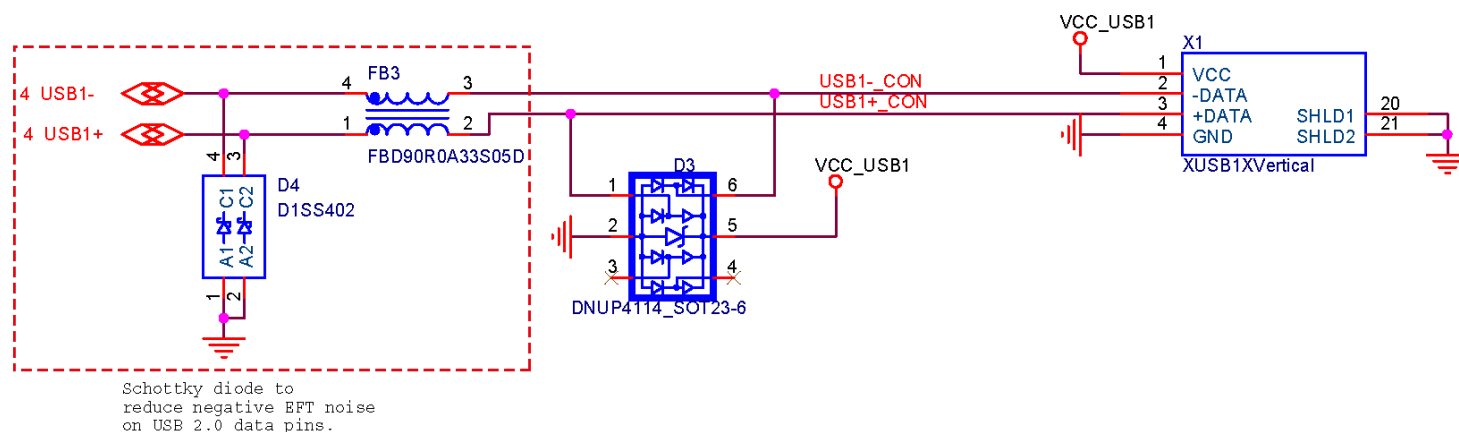 VCC_USB1
X1
FB3
4 3
1 VCC
4 USB1-
USB1-_CON
2 -DATA
USB1+_CON
3 +DATA
SHLD1 20
4 USB1+
1 2
4 GND
SHLD2 21
FBD90R0A33S05D
XUSB1XVertical
4 3
D3
VCC_USB1
D4
C1 C2
D1SS402
1 6
2 5
A1 A2
3 4
1 2
DNUP4114_SOT23-6
Schottky diode to
reduce negative EFT noise
on USB 2.0 data pins.